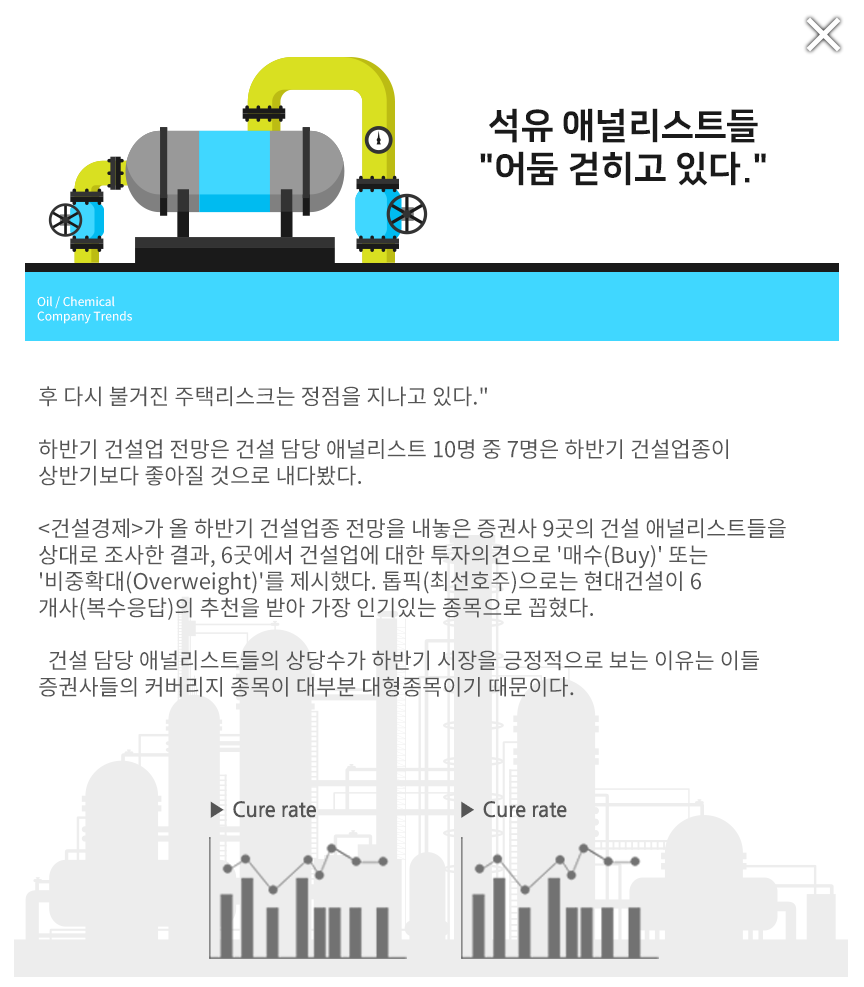 석유 애널리스트들
"어둠 걷히고 있다."
Oil / Chemical
Company Trends
후 다시 불거진 주택리스크는 정점을 지나고 있다."
하반기 건설업 전망은 건설 담당 애널리스트 10명 중 7명은 하반기 건설업종이
상반기보다 좋아질 것으로 내다봤다.
<건설경제>가 올 하반기 건설업종 전망을 내놓은 증권사 9곳의 건설 애널리스트들을
상대로 조사한 결과, 6곳에서 건설업에 대한 투자의견으로 '매수(Buy)' 또는
'비중확대(Overweight)'를 제시했다. 톱픽(최선호주)으로는 현대건설이 6
개사(복수응답)의 추천을 받아 가장 인기있는 종목으로 꼽혔다.
건설 담당 애널리스트들의 상당수가 하반기 시장을 긍정적으로 보는 이유는 이들
증권사들의 커버리지 종목이 대부분 대형종목이기 때문이다.
▶ Cure rate
▶ Cure rate